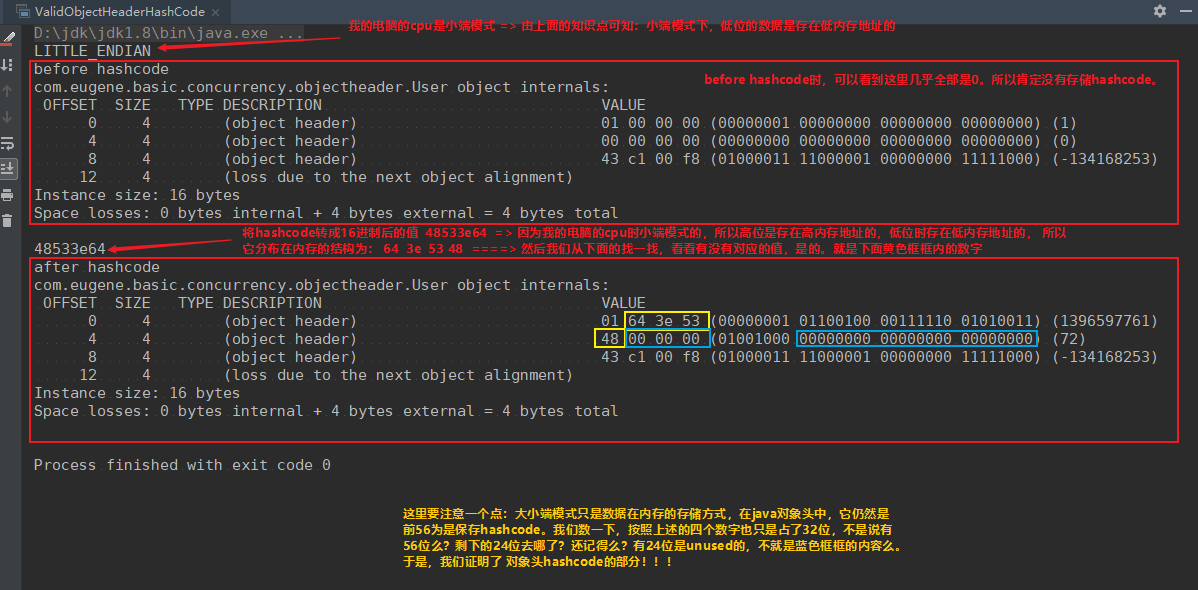 ValidObjectHeaderHashCode ×
我的电脑的cpu是小端模式 => 由上面的知识点可知：小端模式下，低位的数据是存在低内存地址的
D:\jdk\jdk1.8\bin\java.exe ...
LITTLE_ENDIAN
before hashcode
before hashcode时，可以看到这里几乎全部是0。所以肯定没有存储hashcode。
com.eugene.basic.concurrency.objectheader.User object internals:
OFFSET SIZE TYPE DESCRIPTION VALUE
0 4 (object header) 01 00 00 00 (00000001 00000000 00000000 00000000) (1)
4 4 (object header) 00 00 00 00 (00000000 00000000 00000000 00000000) (0)
8 4 (object header) 43 c1 00 f8 (01000011 11000001 00000000 11111000) (-134168253)
12 4 (loss due to the next object alignment)
Instance size: 16 bytes
Space losses: 0 bytes internal + 4 bytes external = 4 bytes total
将hashcode转成16进制后的值 48533e64 => 因为我的电脑的cpu时小端模式的，所以高位是存在高内存地址的，低位时存在低内存地址的， 所以
48533e64
它分布在内存的结构为： 64 3e 53 48 ====> 然后我们从下面的找一找，看看有没有对应的值，是的。就是下面黄色框框内的数字
after hashcode
com.eugene.basic.concurrency.objectheader.User object internals:
OFFSET SIZE TYPE DESCRIPTION VALUE
0 4 (object header) 01 64 3e 53 (00000001 01100100 00111110 01010011) (1396597761)
4 4 (object header) 48 00 00 00 (01001000 00000000 00000000 00000000) (72)
8 4 (object header) 43 c1 00 f8 (01000011 11000001 00000000 11111000) (-134168253)
12 4 (loss due to the next object alignment)
Instance size: 16 bytes
Space losses: 0 bytes internal + 4 bytes external = 4 bytes total
Process finished with exit code 0
这里要注意一个点：大小端模式只是数据在内存的存储方式，在java对象头中，它仍然是
前56为是保存hashcode。我们数一下，按照上述的四个数字也只是占了32位，不是说有
56位么？剩下的24位去哪了？还记得么？有24位是unused的，不就是蓝色框框的内容么。
于是，我们证明了 对象头hashcode的部分！！！